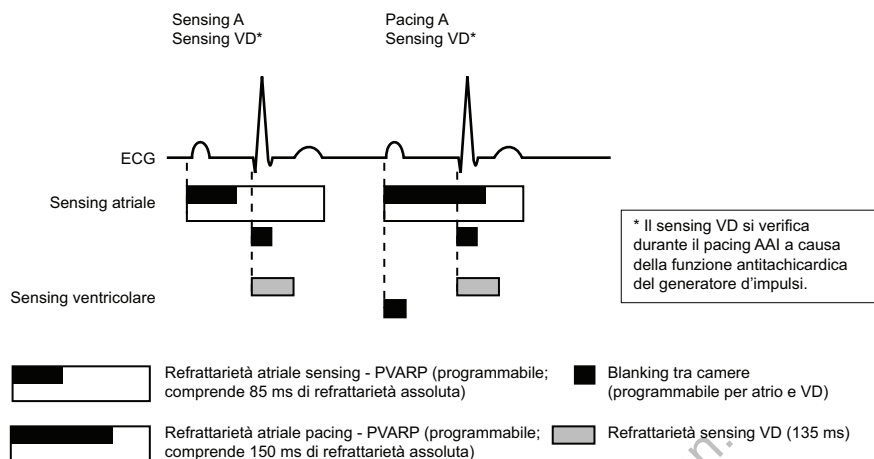 Sensing A
Sensing VD*
Pacing A
Sensing VD*
ECG
Sensing atriale
* Il sensing VD si verifica
durante il pacing AAI a causa
della funzione antitachicardica
del generatore d'impulsi.
Sensing ventricolare
Refrattarietà atriale sensing - PVARP (programmabile;
comprende 85 ms di refrattarietà assoluta)
Blanking tra camere
(programmabile per atrio e VD)
Refrattarietà atriale pacing - PVARP (programmabile;
comprende 150 ms di refrattarietà assoluta)
Refrattarietà sensing VD (135 ms)